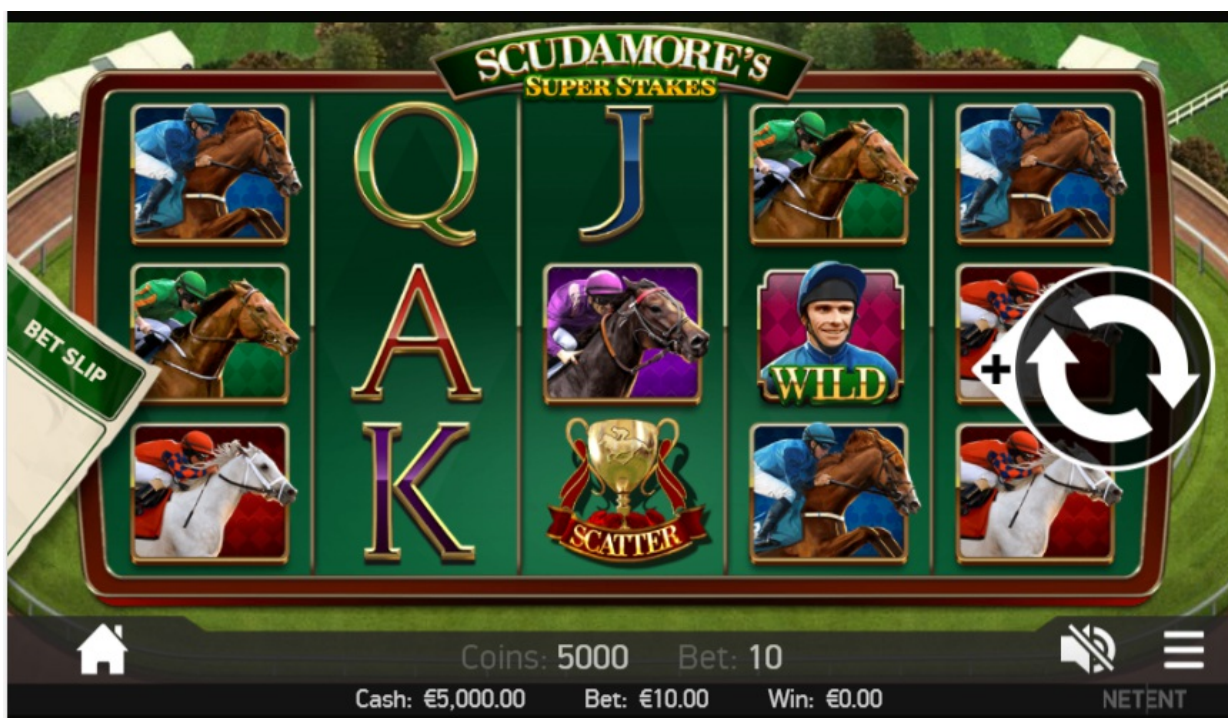 SCUDAMORE'S
SUPER STAKES
Q J
BET SLIP
A WILD +
K SCATTER
Coins: 5000 Bet: 10
Cash: €5,000.00 Bet: €10.00 Win: €0.00 NETENT